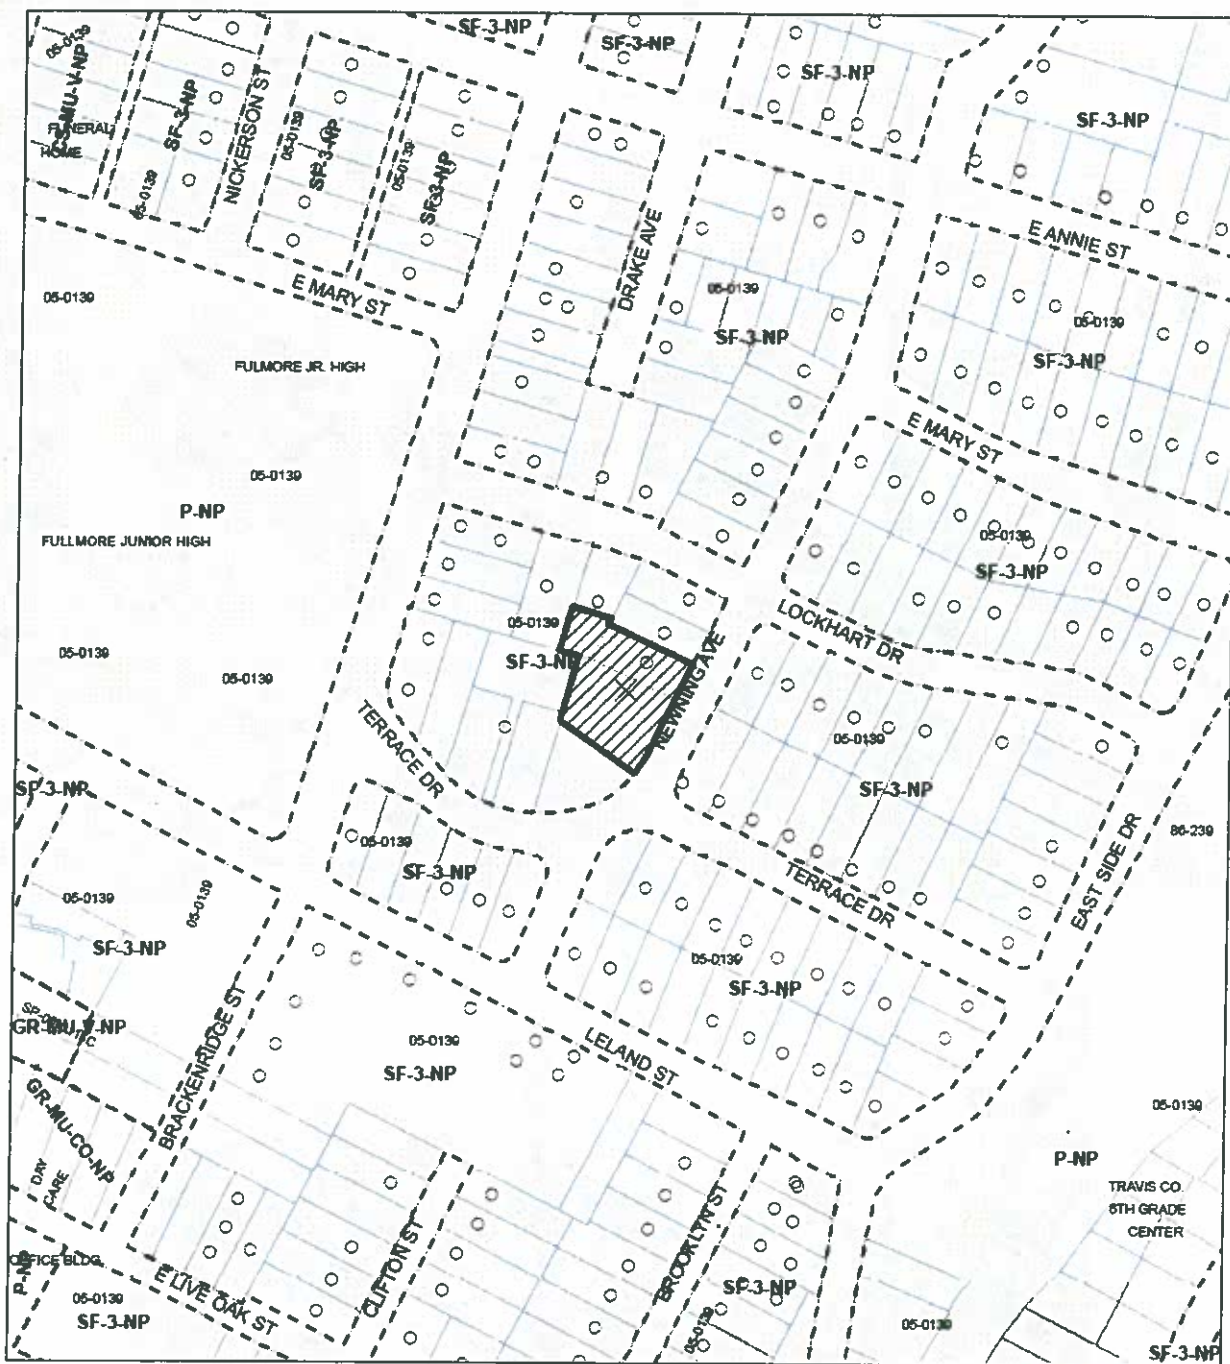 SF-3-NP
SF-3-NP
05-0139
SF-3-NP
SF-3-NP
FUNERAL
HOME
SF-3-NP
NICKERSON ST
05-0139
SF-3-NP
05-0139
05-0139
DRAKE AVE
E ANNIE ST
05-0139
E MARY ST
05-0139
SF-3-NP
05-0139
SF-3-NP
FULMORE JR. HIGH
E MARY ST
05-0139
P-NP
FULLMORE JUNIOR HIGH
05-0139
SF-3-NP
05-0139
05-0139
05-0139
SF-3-NP
LOCKHART DR
NEWNING AVE
TERRACE DR
05-0139
SF-3-NP
SF-3-NP
05-0139
SF-3-NP
86-239
EAST SIDE DR
TERRACE DR
05-0139
05-0139
SF-3-NP
05-0139
SF-3-NP
BRACKENRIDGE ST
05-0139
SF-3-NP
LELAND ST
GR-MU-V-NP
GR-MU-CO-NP
DAY
CARE
05-0139
P-NP
TRAVIS CO.
6TH GRADE
CENTER
OFFICE BLDG.
P-NP
E LIVE OAK ST
CLIFTON ST
BROOKLYN ST
SF-3-NP
05-0139
SF-3-NP
05-0139
05-0139
SF-3-NP